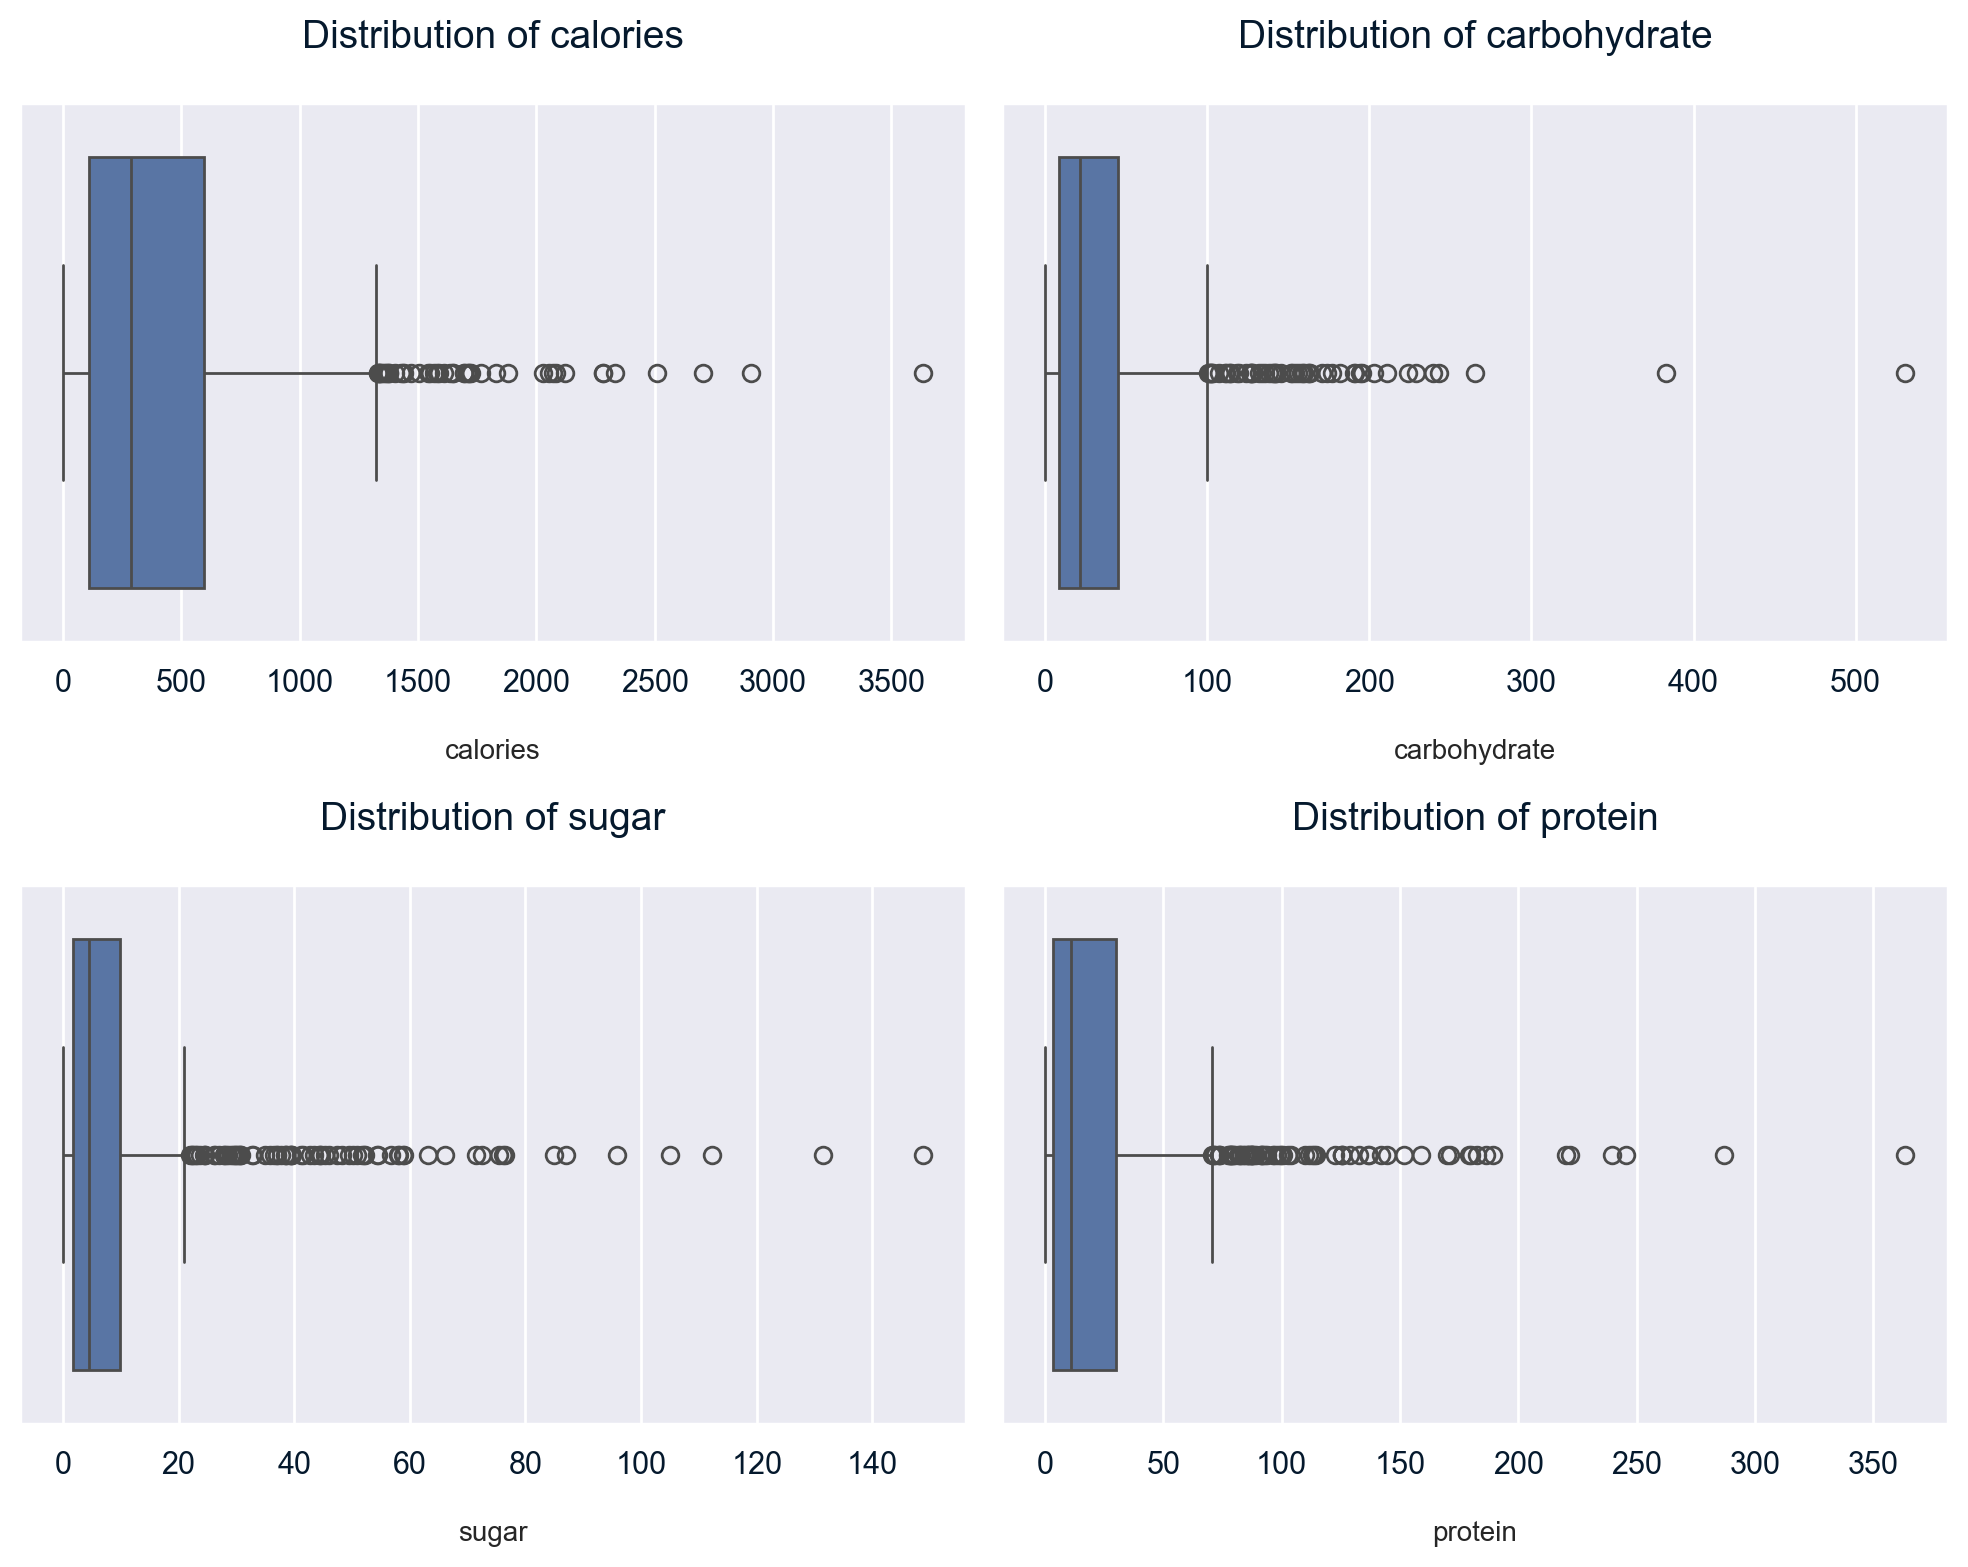 Distribution of calories
Distribution of carbohydrate
0 500 1000 1500 2000 2500 3000 3500
0 100 200 300 400 500
calories
carbohydrate
Distribution of sugar
Distribution of protein
0 20 40 60 80 100 120 140
0 50 100 150 200 250 300 350
sugar
protein